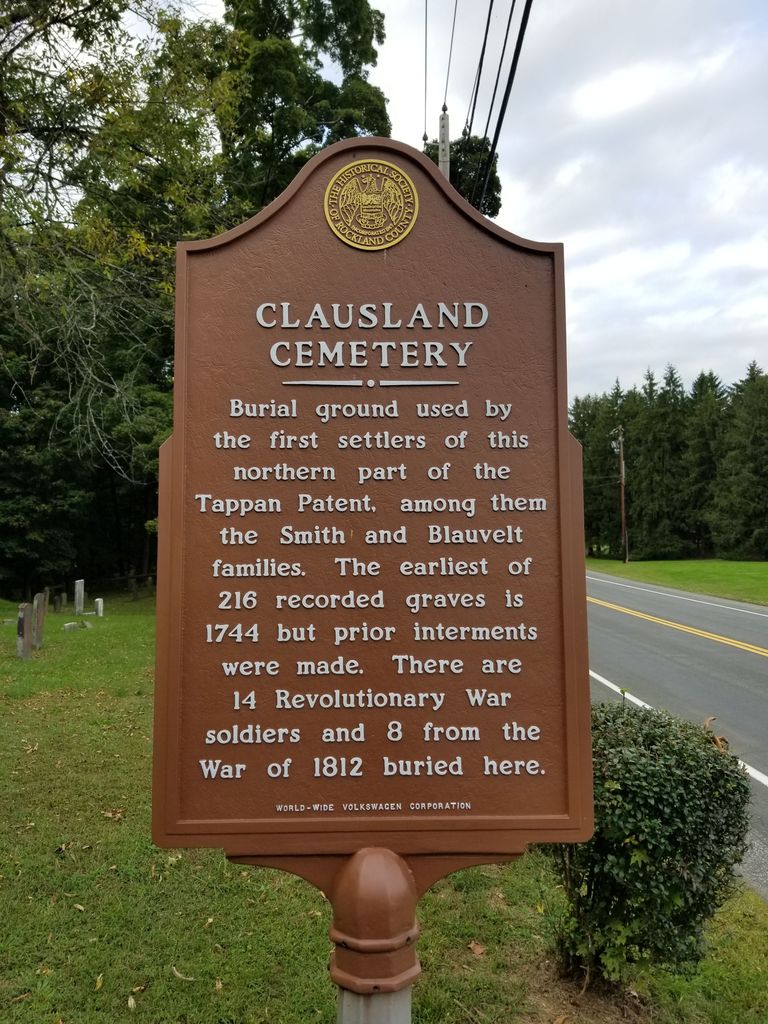 THE HISTORICAL SOCIETY
OF ROCKLAND COUNTY
CLAUSLAND
CEMETERY
Burial ground used by
the first settlers of this
northern part of the
Tappan Patent, among them
the Smith and Blauvelt
families. The earliest of
216 recorded graves is
1744 but prior interments
were made. There are
14 Revolutionary War
soldiers and 8 from the
War of 1812 buried here.
WORLD-WIDE VOLKSWAGEN CORPORATION